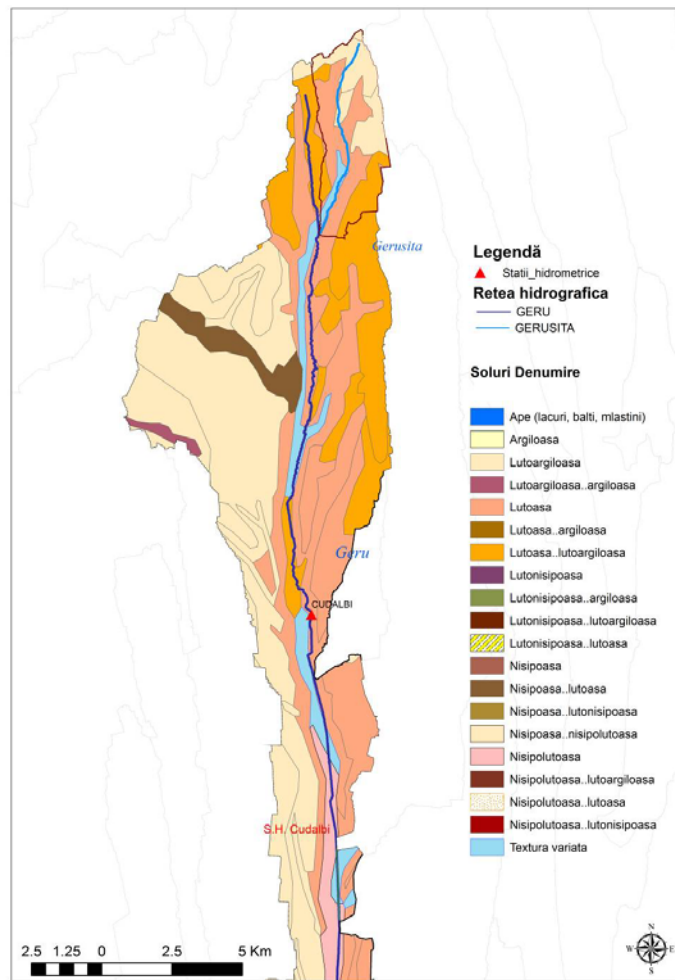 Gerusita
Geru
CUDALBI
S.H. Cudalbi
Legendă
Statii_hidrometrice
Retea hidrografica
GERU
GERUSITA
Soluri Denumire
Ape (lacuri, balti, mlastini)
Argiloasa
Lutoargiloasa
Lutoargiloasa..argiloasa
Lutoasa
Lutoasa..argiloasa
Lutoasa..lutoargiloasa
Lutonisipoasa
Lutonisipoasa..argiloasa
Lutonisipoasa..lutoargiloasa
Lutonisipoasa..lutoasa
Nisipoasa
Nisipoasa..lutoasa
Nisipoasa..lutonisipoasa
Nisipoasa..nisipolutoasa
Nisipolutoasa
Nisipolutoasa..lutoargiloasa
Nisipolutoasa..lutoasa
Nisipolutoasa..lutonisipoasa
Textura variata
2.5 1.25 0 2.5 5 Km
N
W E
S